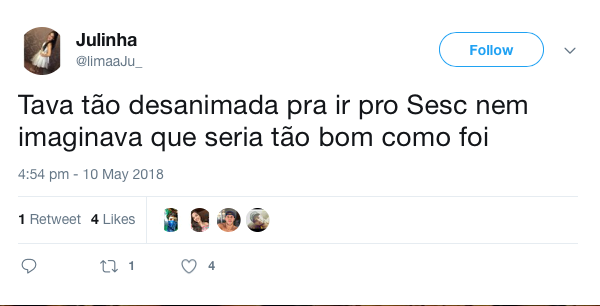 Julinha
@limaaJu_
Follow
Tava tão desanimada pra ir pro Sesc nem
imaginava que seria tão bom como foi
4:54 pm - 10 May 2018
1 Retweet 4 Likes
1 4